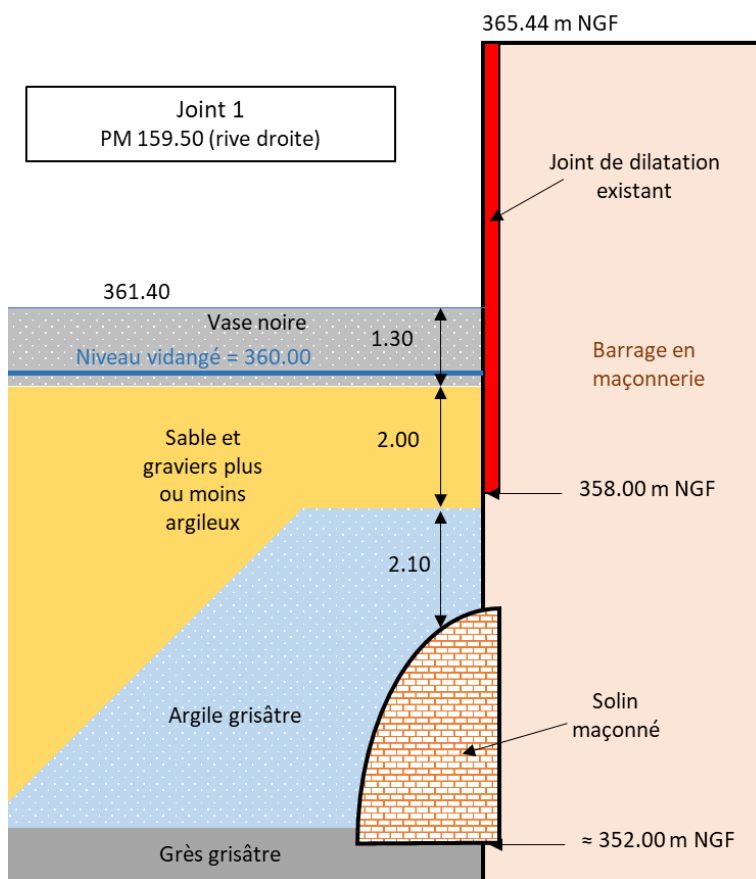 365.44 m NGF
Joint 1
PM 159.50 (rive droite)
Joint de dilatation
existant
361.40
Vase noire
1.30
Niveau vidangé = 360.00
Barrage en
maçonnerie
Sable et
graviers plus
ou moins
argileux
2.00
358.00 m NGF
2.10
Argile grisâtre
Solin
maçonné
≈ 352.00 m NGF
Grès grisâtre